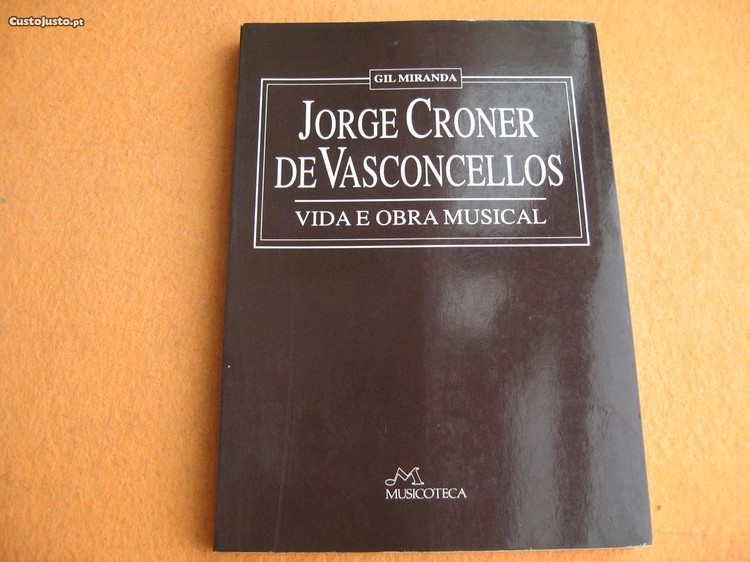 CustoJusto.pt
GIL MIRANDA
JORGE CRONER
DE VASCONCELLOS
VIDA E OBRA MUSICAL
MUSICOTECA